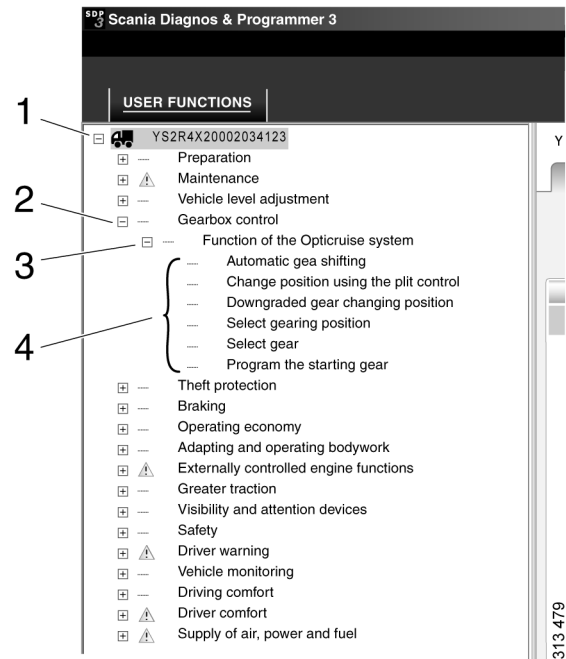 SDP
3 Scania Diagnos & Programmer 3
USER FUNCTIONS
1
YS2R4X20002034123
Y
Preparation
Maintenance
Vehicle level adjustment
2
Gearbox control
3
Function of the Opticruise system
4
Automatic gea shifting
Change position using the plit control
Downgraded gear changing position
Select gearing position
Select gear
Program the starting gear
Theft protection
Braking
Operating economy
Adapting and operating bodywork
Externally controlled engine functions
Greater traction
Visibility and attention devices
Safety
Driver warning
Vehicle monitoring
Driving comfort
Driver comfort
Supply of air, power and fuel
313 479